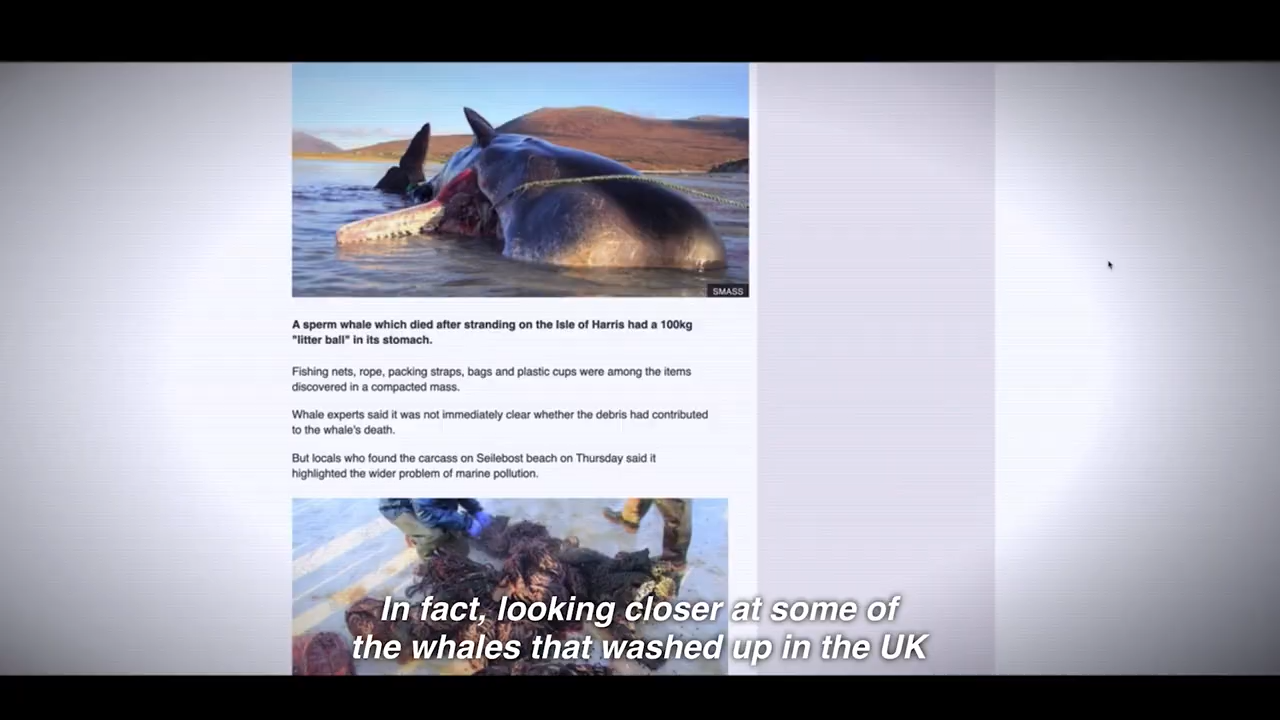 SMASS
A sperm whale which died after stranding on the Isle of Harris had a 100kg
"litter ball" in its stomach.
Fishing nets, rope, packing straps, bags and plastic cups were among the items
discovered in a compacted mass.
Whale experts said it was not immediately clear whether the debris had contributed
to the whale's death.
But locals who found the carcass on Seilebost beach on Thursday said it
highlighted the wider problem of marine pollution.
In fact, looking closer at some of
the whales that washed up in the UK